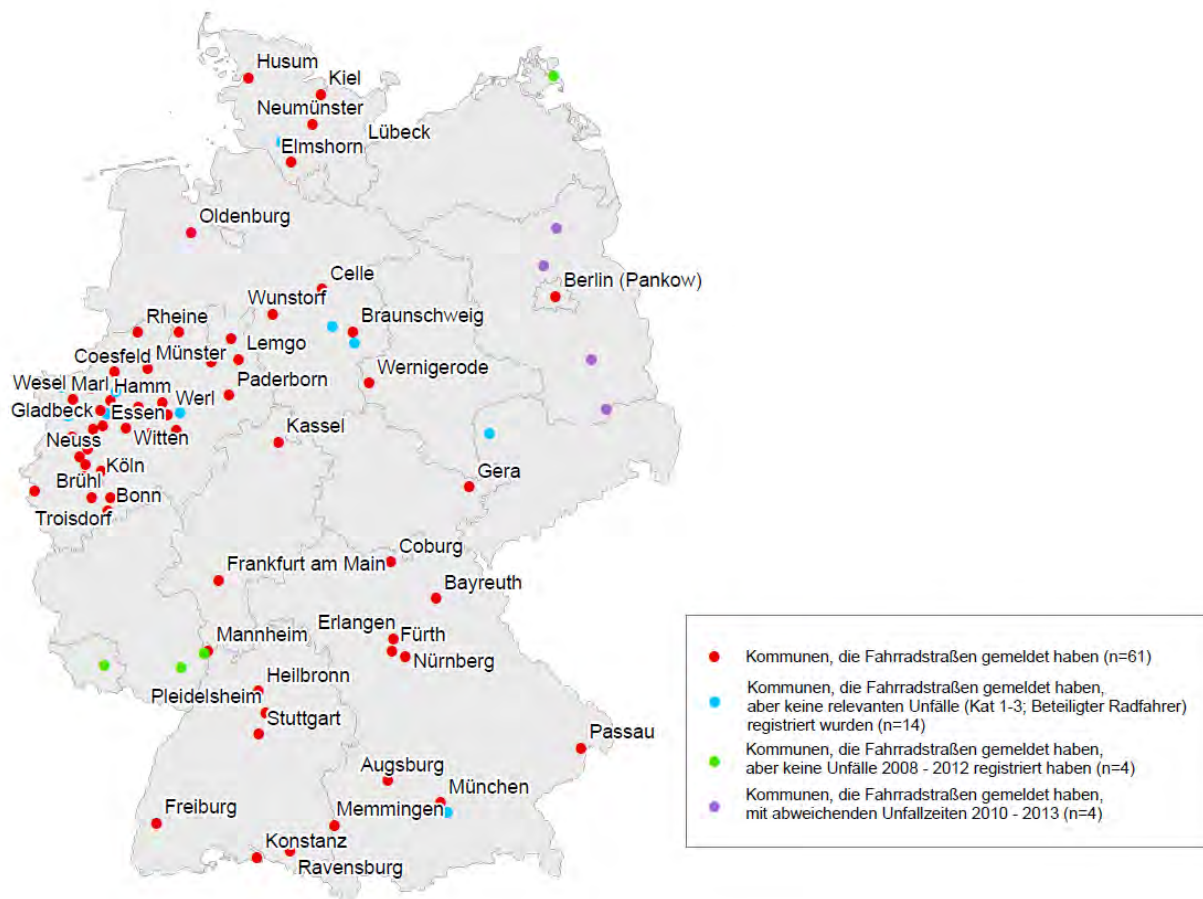 Husum
Kiel
Neumünster
Lübeck
Elmshorn
Oldenburg
Celle
Berlin (Pankow)
Wunstorf
Rheine
Braunschweig
Lemgo
Coesfeld
Münster
Wernigerode
Paderborn
Wesel Marl Hamm
Werl
Gladbeck
Essen
Kassel
Neuss
Witten
Köln
Gera
Brühl
Bonn
Troisdorf
Coburg
Frankfurt am Main
Bayreuth
Erlangen
Fürth
Mannheim
Nürnberg
Heilbronn
Pleidelsheim
Stuttgart
Passau
Augsburg
München
Freiburg
Memmingen
Konstanz
Ravensburg
Kommunen, die Fahrradstraßen gemeldet haben (n=61)
Kommunen, die Fahrradstraßen gemeldet haben,
aber keine relevanten Unfälle (Kat 1-3; Beteiligter Radfahrer)
registriert wurden (n=14)
Kommunen, die Fahrradstraßen gemeldet haben,
aber keine Unfälle 2008 - 2012 registriert haben (n=4)
Kommunen, die Fahrradstraßen gemeldet haben,
mit abweichenden Unfallzeiten 2010 - 2013 (n=4)